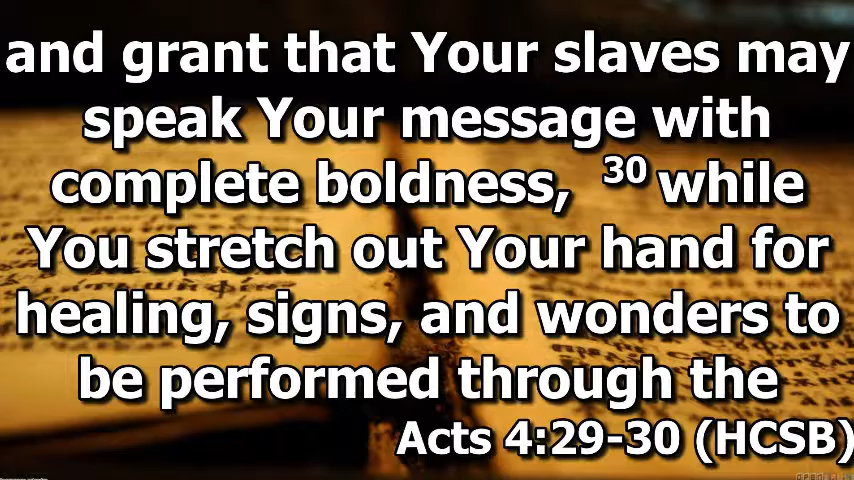 and grant that Your slaves may
speak Your message with
complete boldness, 30 while
You stretch out Your hand for
healing, signs, and wonders to
be performed through the
Acts 4:29-30 (HCSB)